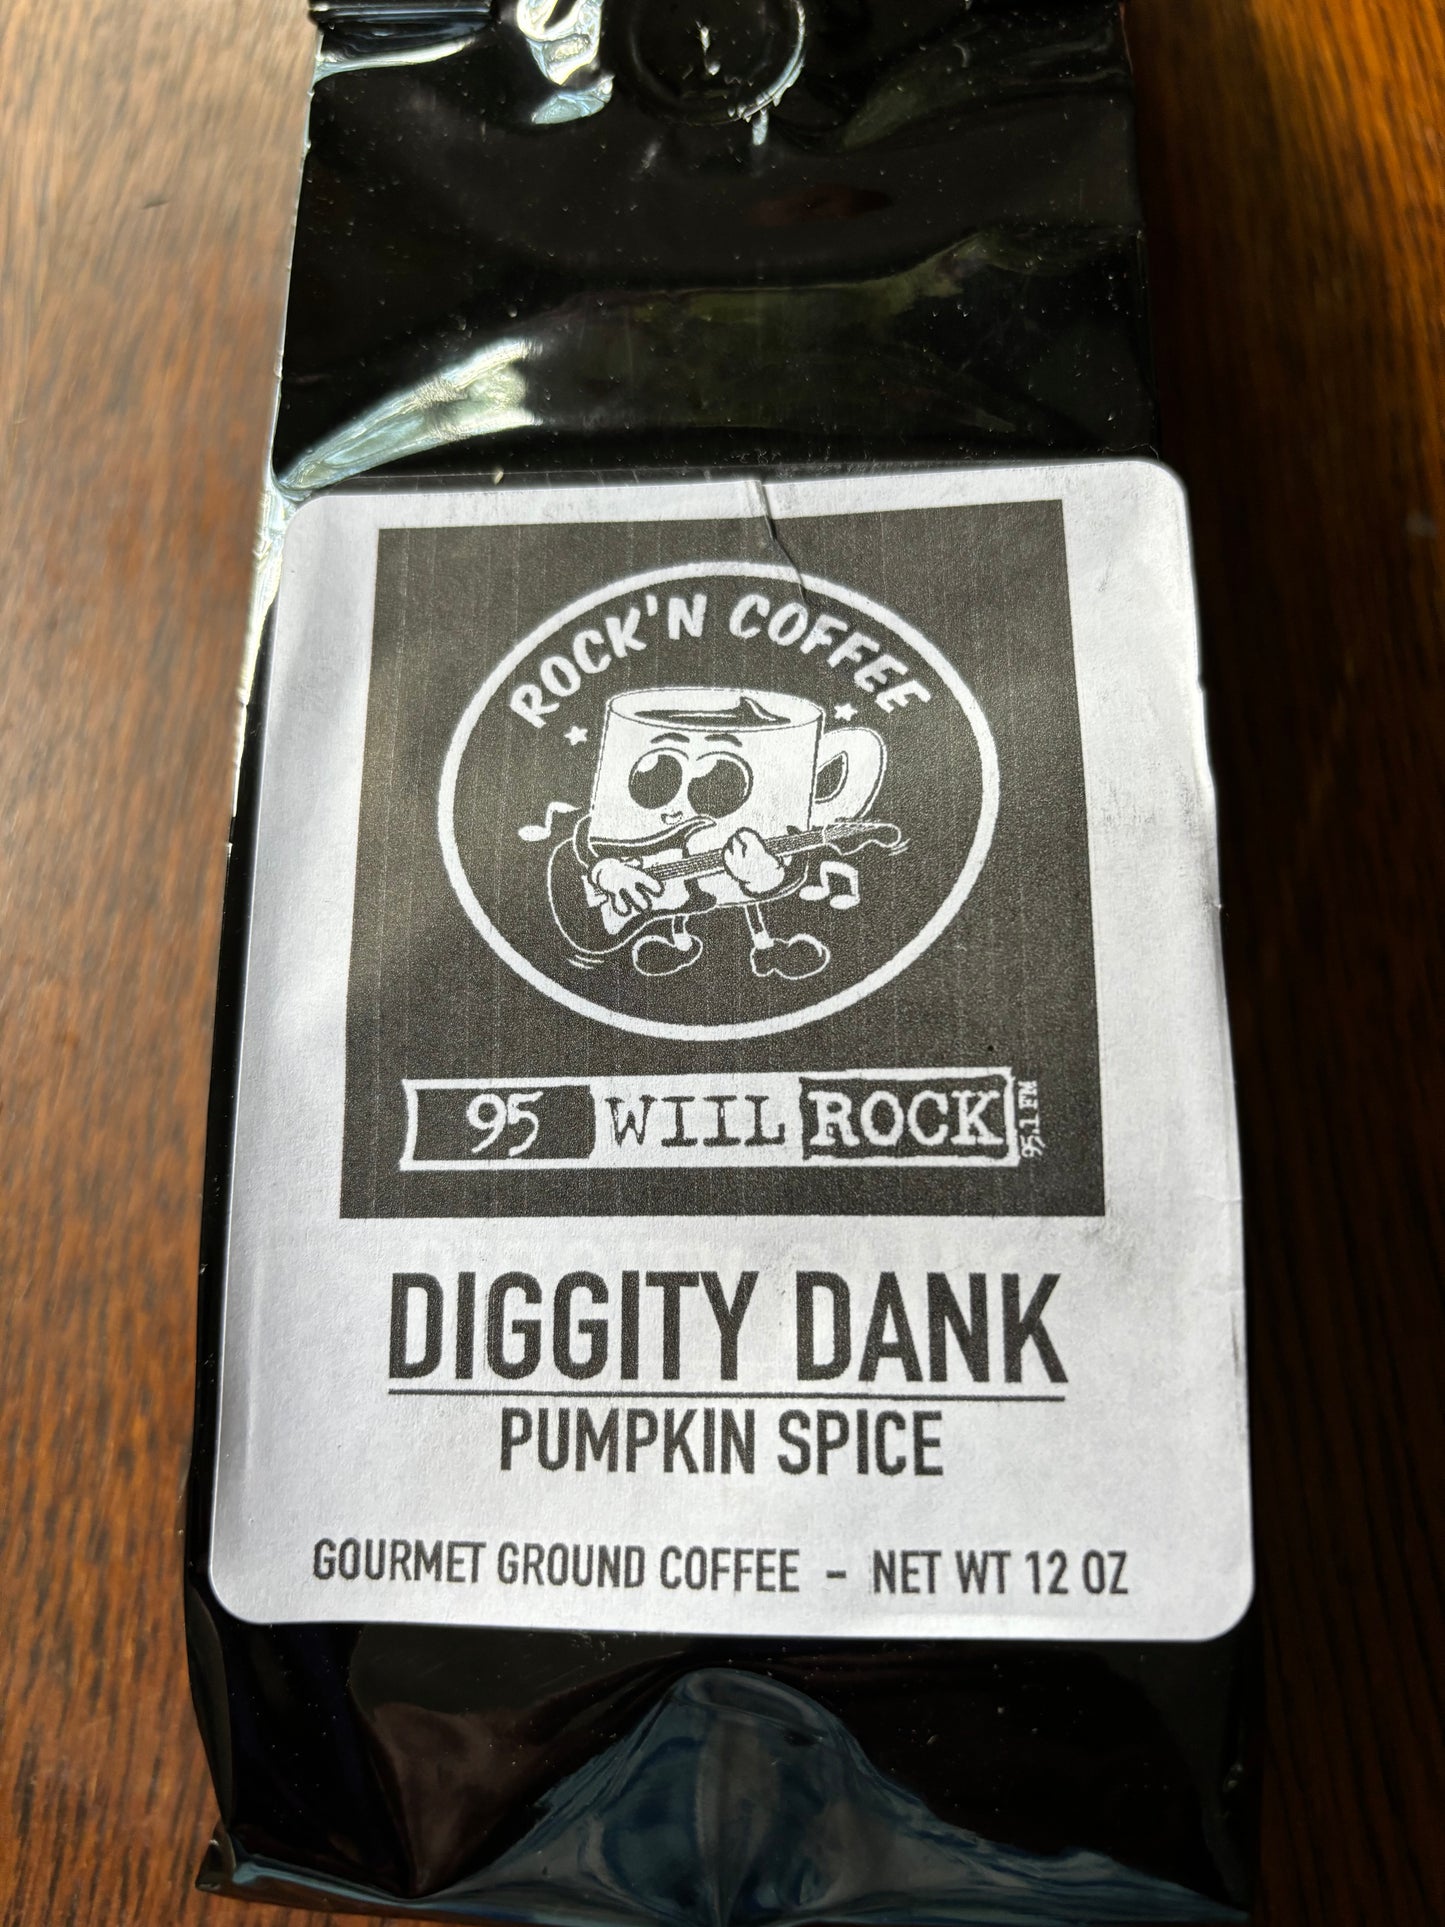 ROCK'N COFFEE
95 WIIL ROCK
95.1 FM
DIGGITY DANK
PUMPKIN SPICE
GOURMET GROUND COFFEE - NET WT 12 OZ